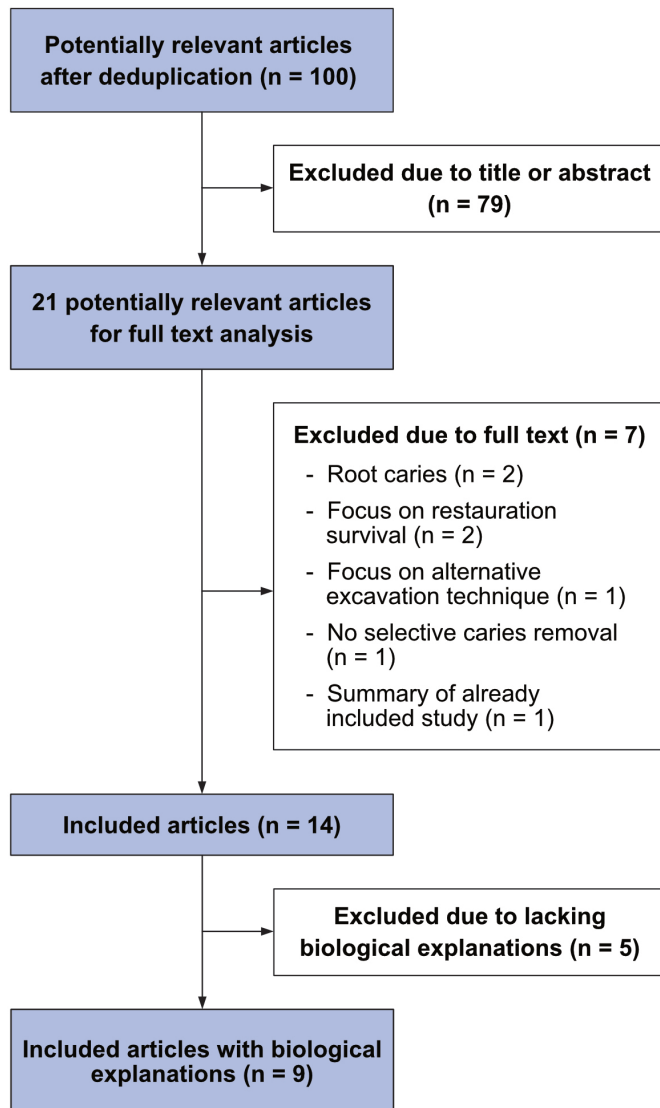 Potentially relevant articles
after deduplication (n = 100)
Excluded due to title or abstract
(n = 79)
21 potentially relevant articles
for full text analysis
Excluded due to full text (n = 7)
- Root caries (n = 2)
- Focus on restauration
survival (n = 2)
- Focus on alternative
excavation technique (n = 1)
- No selective caries removal
(n = 1)
- Summary of already
included study (n = 1)
Included articles (n = 14)
Excluded due to lacking
biological explanations (n = 5)
Included articles with biological
explanations (n = 9)